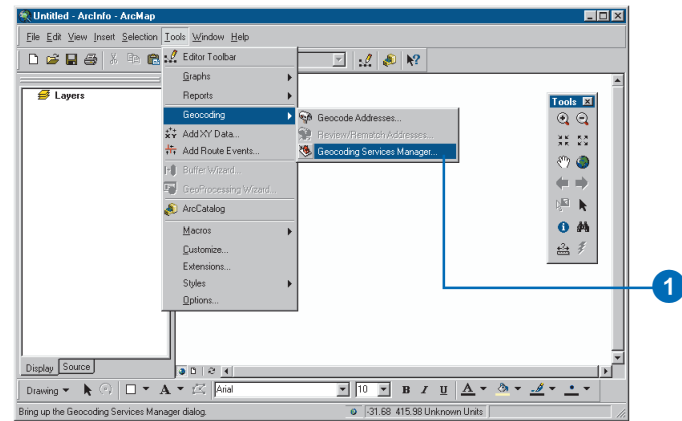 Untitled - ArcInfo - ArcMap
File Edit View Insert Selection Tools Window Help
Editor Toolbar
Graphs
Reports
Geocoding
Add XY Data...
Add Route Events...
Buffer Wizard...
GeoProcessing Wizard...
ArcCatalog
Macros
Customize...
Extensions...
Styles
Options...
Geocode Addresses...
Review/Rematch Addresses...
Geocoding Services Manager...
Layers
Tools
1
Display Source
Drawing A Arial 10 B I U A
Bring up the Geocoding Services Manager dialog. -31.68 415.98 Unknown Units